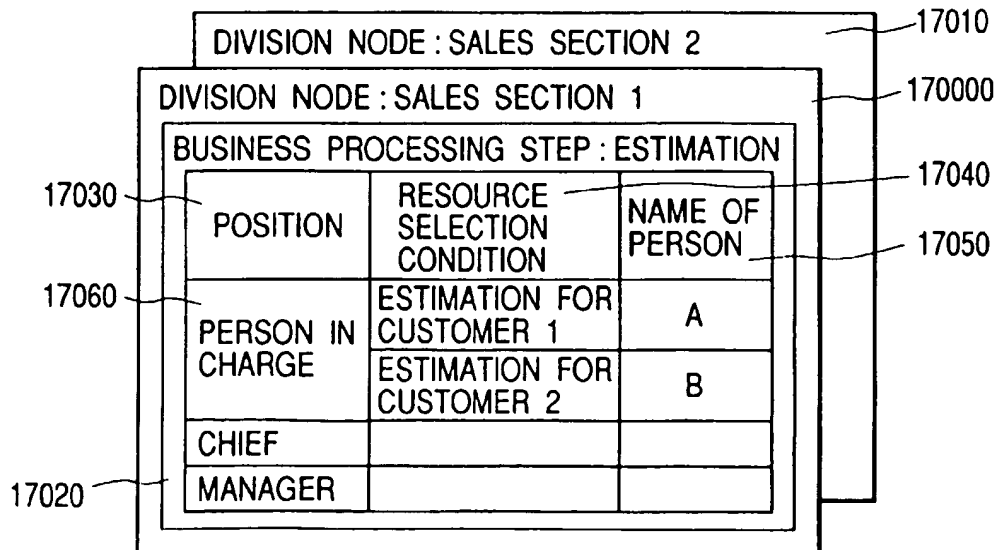 17010
DIVISION NODE : SALES SECTION 2
170000
DIVISION NODE : SALES SECTION 1
BUSINESS PROCESSING STEP : ESTIMATION
17030
POSITION
RESOURCE
SELECTION
CONDITION
17040
NAME OF
PERSON
17050
17060
PERSON IN
CHARGE
ESTIMATION FOR
CUSTOMER 1
A
ESTIMATION FOR
CUSTOMER 2
B
CHIEF
MANAGER
17020